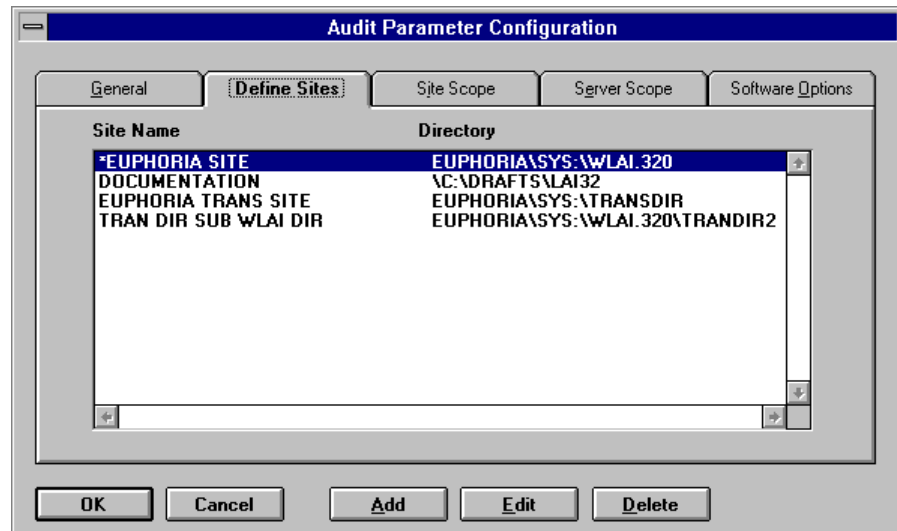 Audit Parameter Configuration
General Define Sites Site Scope Server Scope Software Options
Site Name Directory
*EUPHORIA SITE EUPHORIA\SYS:\WLAI.320
DOCUMENTATION \C:\DRAFTS\LAI32
EUPHORIA TRANS SITE EUPHORIA\SYS:\TRANSDIR
TRAN DIR SUB WLAI DIR EUPHORIA\SYS:\WLAI.320\TRANDIR2
OK Cancel Add Edit Delete